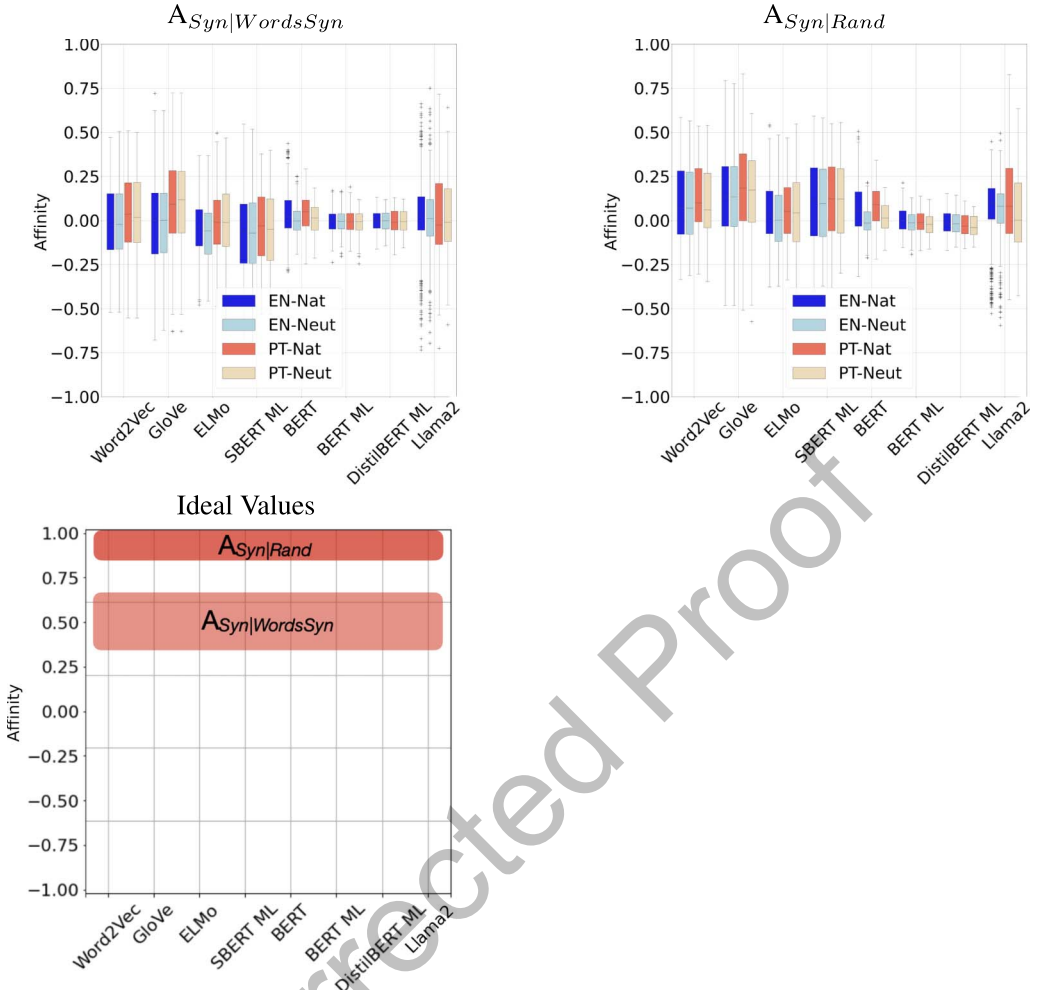 A_{Syn|WordsSyn}
1.00
0.75
0.50
0.25
0.00
−0.25
−0.50
−0.75
−1.00
Affinity
EN-Nat
EN-Neut
PT-Nat
PT-Neut
Word2Vec
GloVe
ELMo
SBERT ML
BERT
BERT ML
DistilBERT ML
Llama2
A_{Syn|Rand}
1.00
0.75
0.50
0.25
0.00
−0.25
−0.50
−0.75
−1.00
Affinity
EN-Nat
EN-Neut
PT-Nat
PT-Neut
Word2Vec
GloVe
ELMo
SBERT ML
BERT
BERT ML
DistilBERT ML
Llama2
Ideal Values
1.00
0.75
0.50
0.25
0.00
−0.25
−0.50
−0.75
−1.00
Affinity
A_{Syn|Rand}
A_{Syn|WordsSyn}
Word2Vec
GloVe
ELMo
SBERT ML
BERT
BERT ML
DistilBERT ML
Llama2
rrected Proof